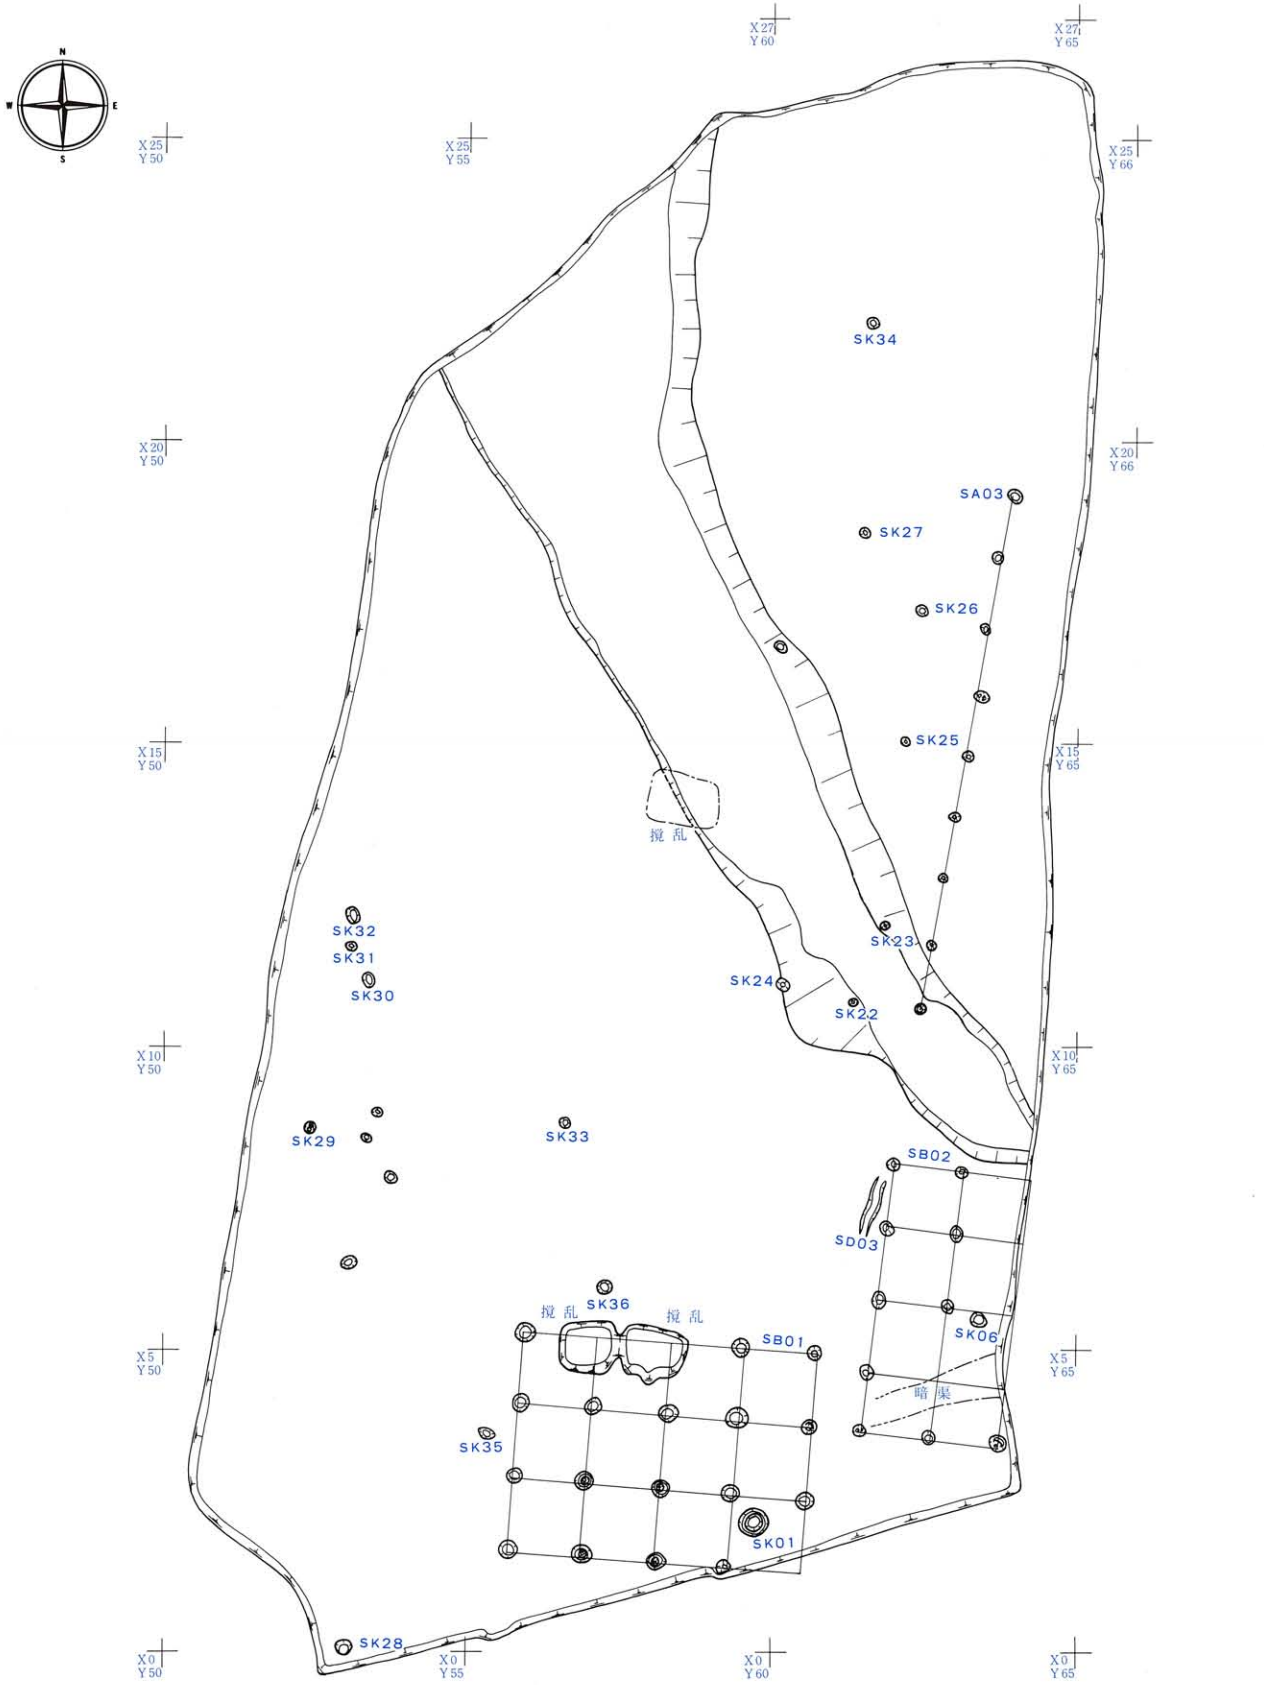 X27
Y60
X27
Y65
N
W
E
S
X25
Y50
X25
Y55
X25
Y66
SK34
X20
Y50
X20
Y66
SA03
SK27
SK26
SK25
X15
Y50
X15
Y65
撹乱
SK32
SK31
SK30
SK23
SK24
SK22
X10
Y50
X10
Y65
SK29
SK33
SB02
SD03
SK36
撹乱
撹乱
SB01
SK06
X5
Y50
X5
Y65
暗渠
SK35
SK01
SK28
X0
Y50
X0
Y55
X0
Y60
X0
Y65